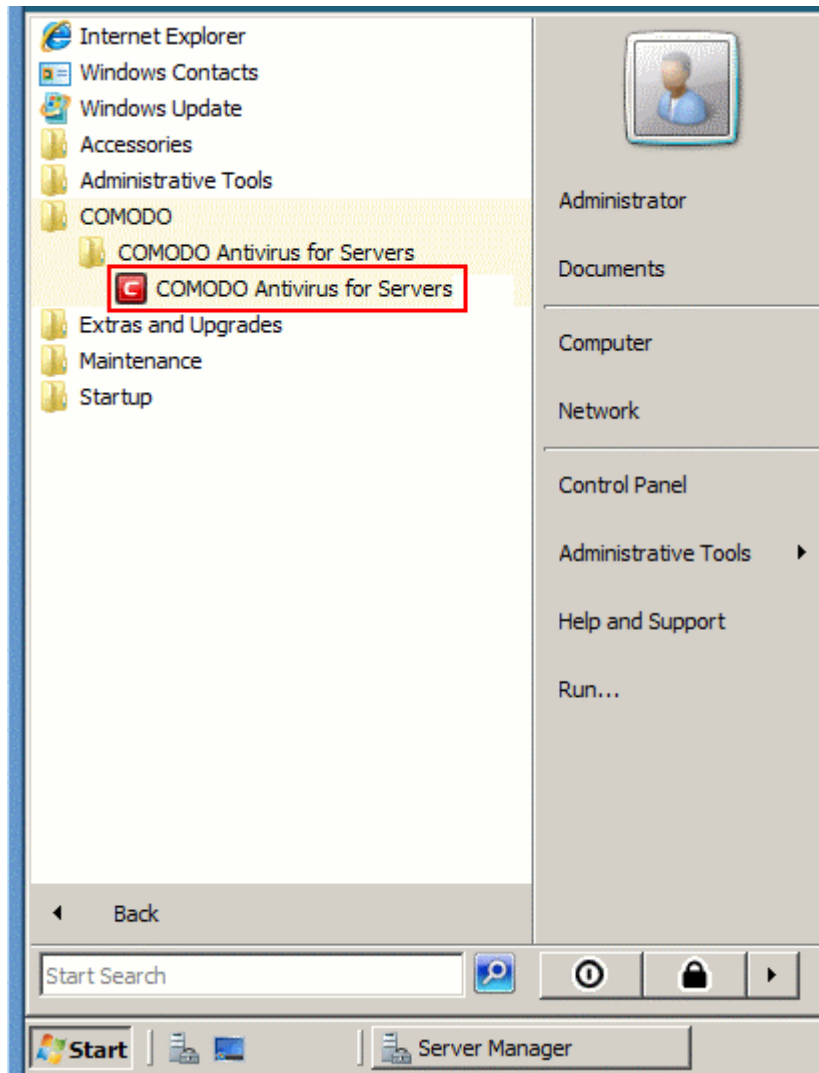 Internet Explorer
Windows Contacts
Windows Update
Accessories
Administrative Tools
COMODO
COMODO Antivirus for Servers
COMODO Antivirus for Servers
Extras and Upgrades
Maintenance
Startup
Back
Start Search
Administrator
Documents
Computer
Network
Control Panel
Administrative Tools
Help and Support
Run...
Start
Server Manager